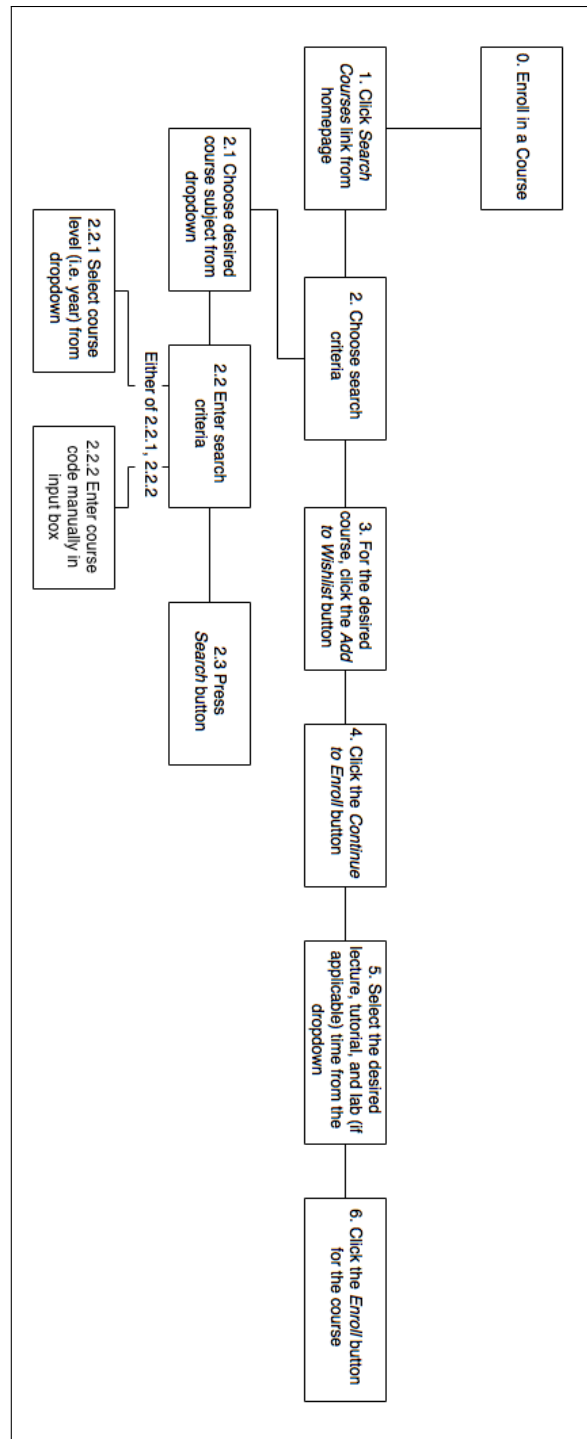 0. Enroll in a Course
1. Click Search
Courses link from
homepage
2. Choose search
criteria
3. For the desired
course, click the Add
to Wishlist button
4. Click the Continue
to Enroll button
5. Select the desired
lecture, tutorial, and lab (if
applicable) time from the
dropdown
6. Click the Enroll button
for the course
2.1 Choose desired
course subject from
dropdown
2.2 Enter search
criteria
2.3 Press
Search button
Either of 2.2.1, 2.2.2
2.2.1 Select course
level (i.e. year) from
dropdown
2.2.2 Enter course
code manually in
input box